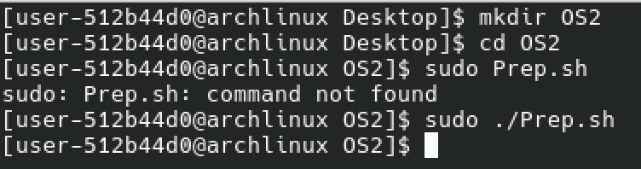 [user-512b44d0@archlinux Desktop]$ mkdir OS2
[user-512b44d0@archlinux Desktop]$ cd OS2
[user-512b44d0@archlinux OS2]$ sudo Prep.sh
sudo: Prep.sh: command not found
[user-512b44d0@archlinux OS2]$ sudo ./Prep.sh
[user-512b44d0@archlinux OS2]$